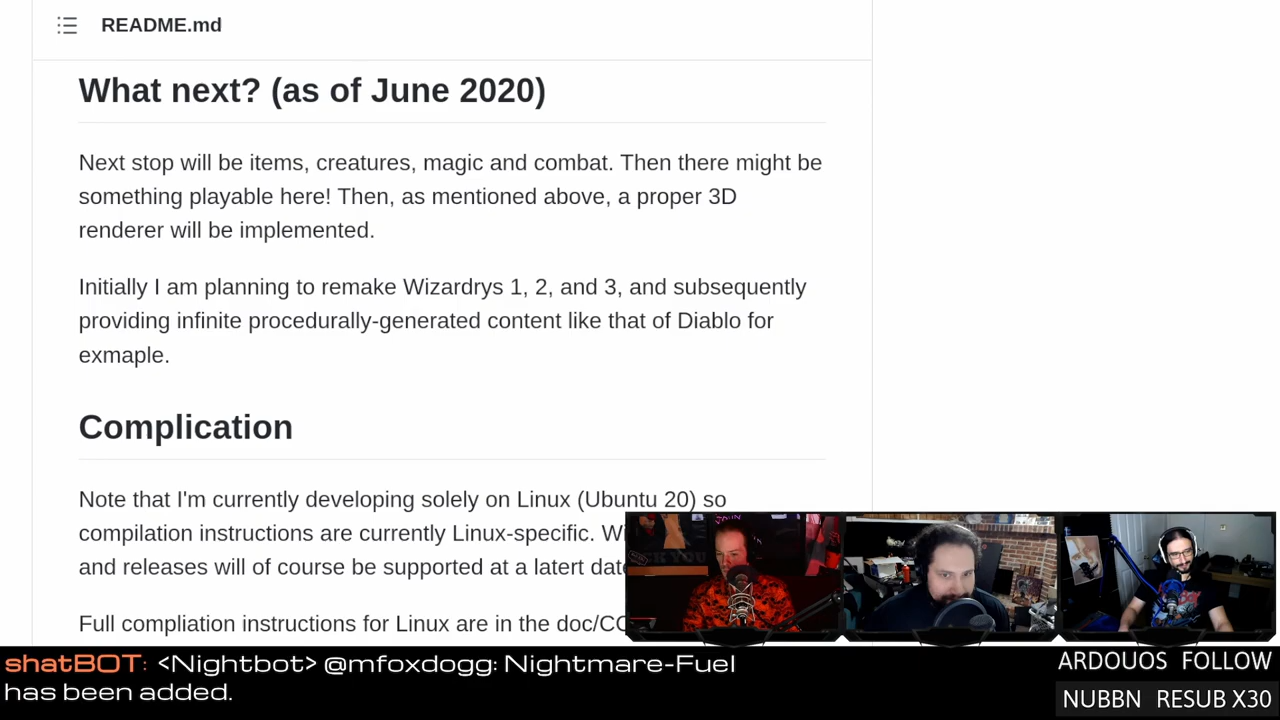 README.md
What next? (as of June 2020)
Next stop will be items, creatures, magic and combat. Then there might be
something playable here! Then, as mentioned above, a proper 3D
renderer will be implemented.
Initially I am planning to remake Wizardrys 1, 2, and 3, and subsequently
providing infinite procedurally-generated content like that of Diablo for
exmaple.
Complication
Note that I'm currently developing solely on Linux (Ubuntu 20) so
compilation instructions are currently Linux-specific.
and releases will of course be supported at a latert
Full compliation instructions for Linux are in the
shatBOT: <Nightbot> @mfoxdogg: Nightmare-Fuel
has been added.
ARDOUOS FOLLOW
NUBBN RESUB X30